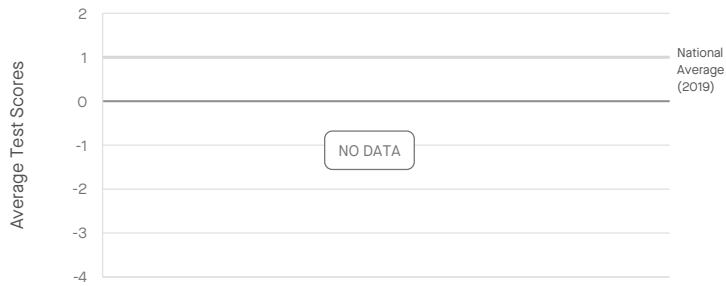 2
1
National
Average
(2019)
0
-1
NO DATA
-2
-3
-4
Average Test Scores